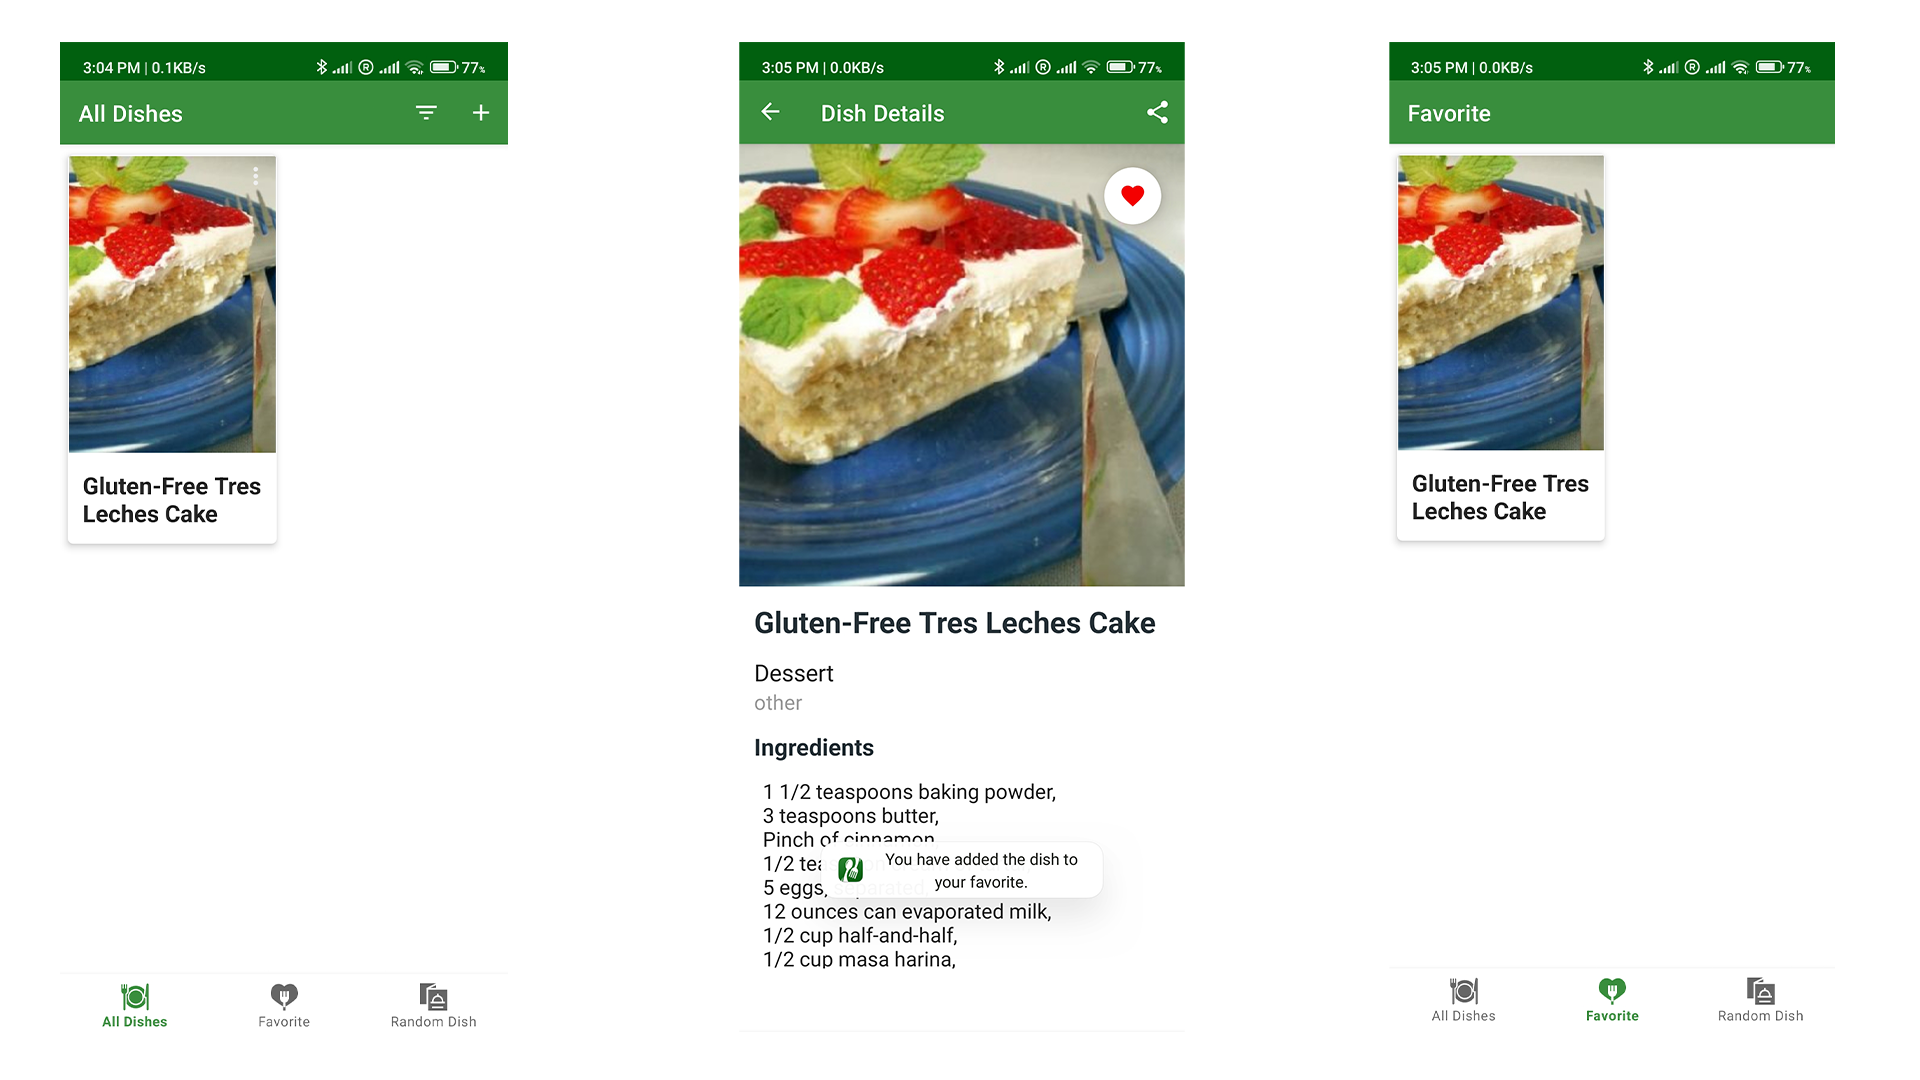 3:04 PM | 0.1KB/s
77%
All Dishes
Gluten-Free Tres
Leches Cake
All Dishes
Favorite
Random Dish
3:05 PM | 0.0KB/s
77%
Dish Details
Gluten-Free Tres Leches Cake
Dessert
other
Ingredients
1 1/2 teaspoons baking powder,
3 teaspoons butter,
Pinch of cinnamon
1/2
5 eggs, separated
You have added the dish to
your favorite.
12 ounces can evaporated milk,
1/2 cup half-and-half,
1/2 cup masa harina,
3:05 PM | 0.0KB/s
77%
Favorite
Gluten-Free Tres
Leches Cake
All Dishes
Favorite
Random Dish